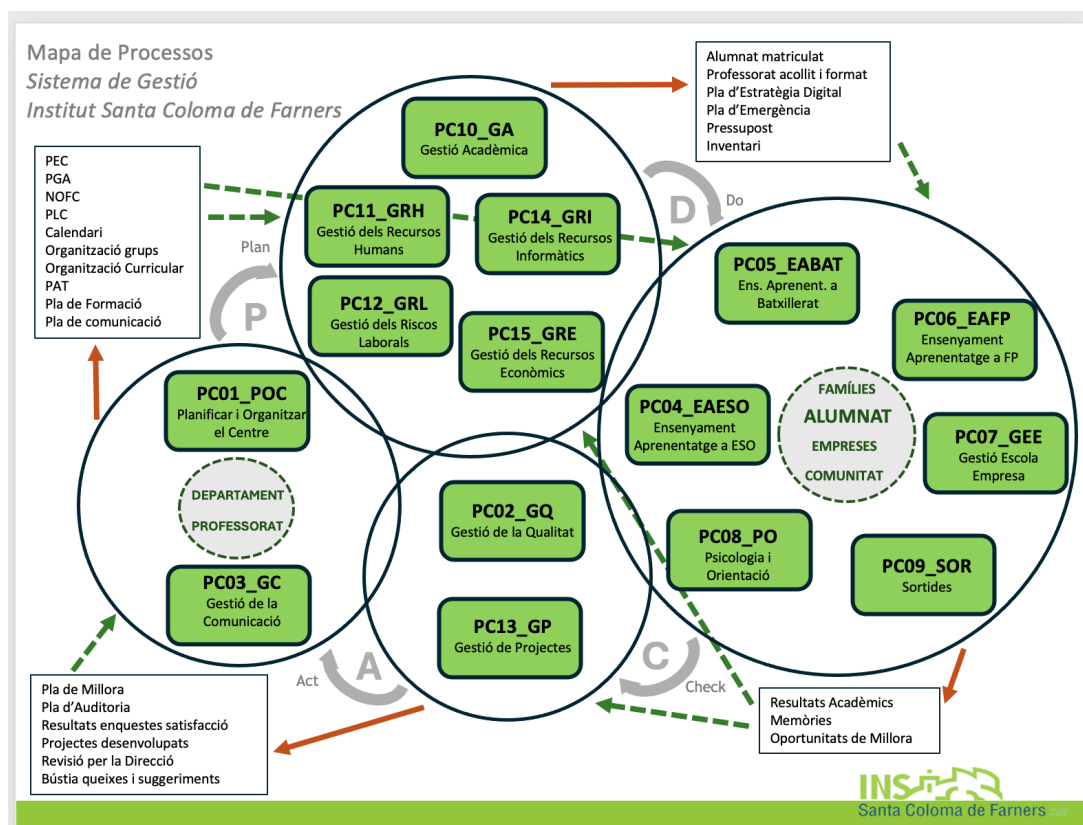 Mapa de Processos
Sistema de Gestió
Institut Santa Coloma de Farners
Alumnat matriculat
Professorat acollit i format
Pla d'Estratègia Digital
Pla d'Emergència
Pressupost
Inventari
PEC
PGA
NOFC
PLC
Calendari
Organització grups
Organització Curricular
PAT
Pla de Formació
Pla de comunicació
Plan
P
D
Do
PC10_GA
Gestió Acadèmica
PC11_GRH
Gestió dels Recursos
Humans
PC14_GRI
Gestió dels Recursos
Informàtics
PC12_GRL
Gestió dels Riscos
Laborals
PC15_GRE
Gestió dels Recursos
Econòmics
PC05_EABAT
Ens. Aprenent. a
Batxillerat
PC06_EAFP
Ensenyament
Aprenentatge a FP
PC04_EAESO
Ensenyament
Aprenentatge a ESO
FAMÍLIES
ALUMNAT
EMPRESES
COMUNITAT
PC07_GEE
Gestió Escola
Empresa
PC08_PO
Psicologia i
Orientació
PC09_SOR
Sortides
PC01_POC
Planificar i Organitzar
el Centre
DEPARTAMENT
PROFESSORAT
PC03_GC
Gestió de la
Comunicació
PC02_GQ
Gestió de la Qualitat
PC13_GP
Gestió de Projectes
A
Act
C
Check
Pla de Millora
Pla d'Auditoria
Resultats enquestes satisfacció
Projectes desenvolupats
Revisió per la Direcció
Bústia queixes i suggeriments
Resultats Acadèmics
Memòries
Oportunitats de Millora
INS
Santa Coloma de Farners